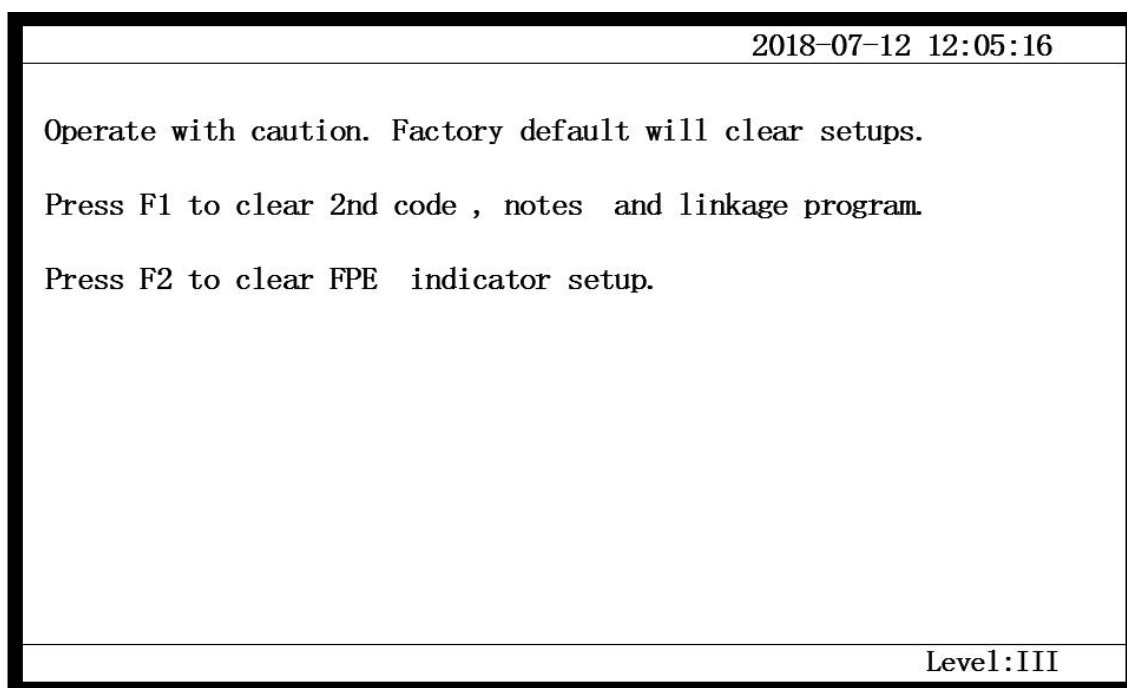 2018-07-12 12:05:16
Operate with caution. Factory default will clear setups.
Press F1 to clear 2nd code , notes  and linkage program.
Press F2 to clear FPE  indicator setup.
Level:III